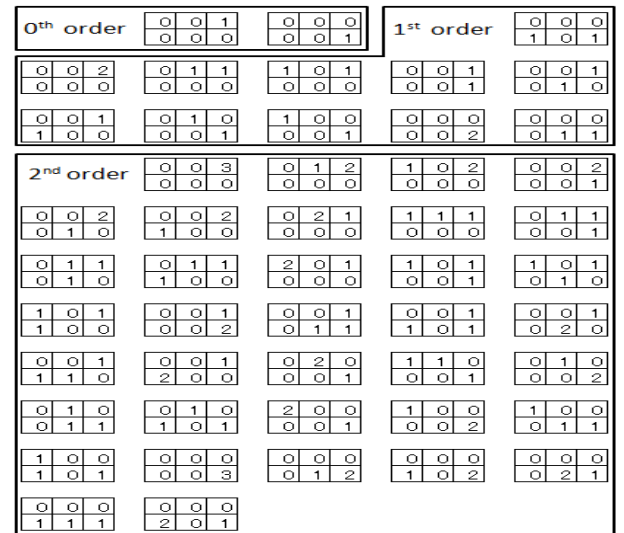 0th order 0 0 1 0 0 0 1st order 0 0 0
0 0 0 0 0 1 1 0 1
0 0 2 0 1 1 1 0 1 0 0 1 0 0 1
0 0 0 0 0 0 0 0 0 0 0 1 0 1 0
0 0 1 0 1 0 1 0 0 0 0 0 0 0 0
1 0 0 0 0 1 0 0 1 0 0 2 0 1 1
2nd order 0 0 3 0 1 2 1 0 2 0 0 2
0 0 0 0 0 0 0 0 0 0 0 1
0 0 2 0 0 2 0 2 1 1 1 1 0 1 1
0 1 0 1 0 0 0 0 0 0 0 0 0 0 1
0 1 1 0 1 1 2 0 1 1 0 1 1 0 1
0 1 0 1 0 0 0 0 0 0 0 1 0 1 0
1 0 1 0 0 1 0 0 1 0 0 1 0 0 1
1 0 0 0 0 2 0 1 1 1 0 1 0 2 0
0 0 1 0 0 1 0 2 0 1 1 0 0 1 0
1 1 0 2 0 0 0 0 1 0 0 1 0 0 2
0 1 0 0 1 0 2 0 0 1 0 0 1 0 0
0 1 1 1 0 1 0 0 1 0 0 2 0 1 1
1 0 0 0 0 0 0 0 0 0 0 0 0 0 0
1 0 1 0 0 3 0 1 2 1 0 2 0 2 1
0 0 0 0 0 0
1 1 1 2 0 1